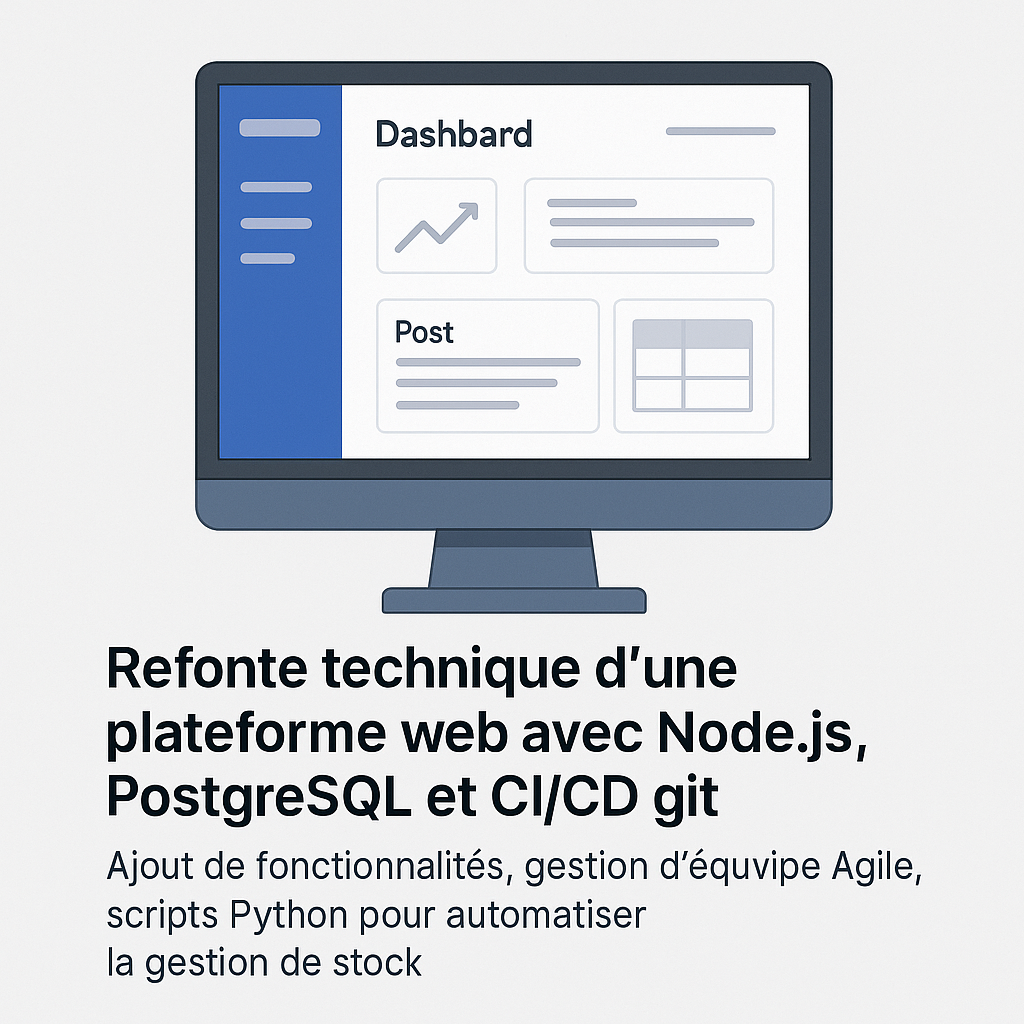 Dashbard
Post
Refonte technique d’une
plateforme web avec Node.js,
PostgreSQL et CI/CD git
Ajout de fonctionnalités, gestion d’équvipe Agile,
scripts Python pour automatiser
la gestion de stock